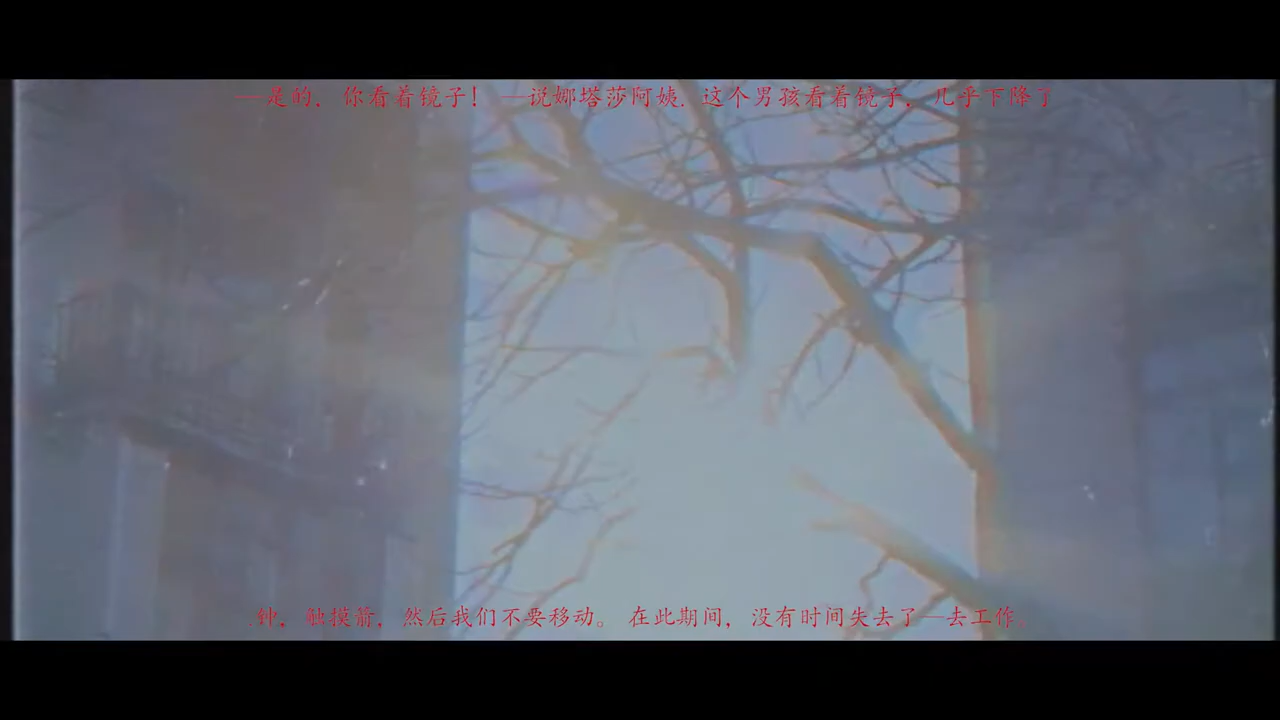 —是的, 你看着镜子! —说娜塔莎阿姨. 这个男孩看着镜子, 几乎下降了
.钟, 触摸箭, 然后我们不要移动。 在此期间, 没有时间失去了—去工作.